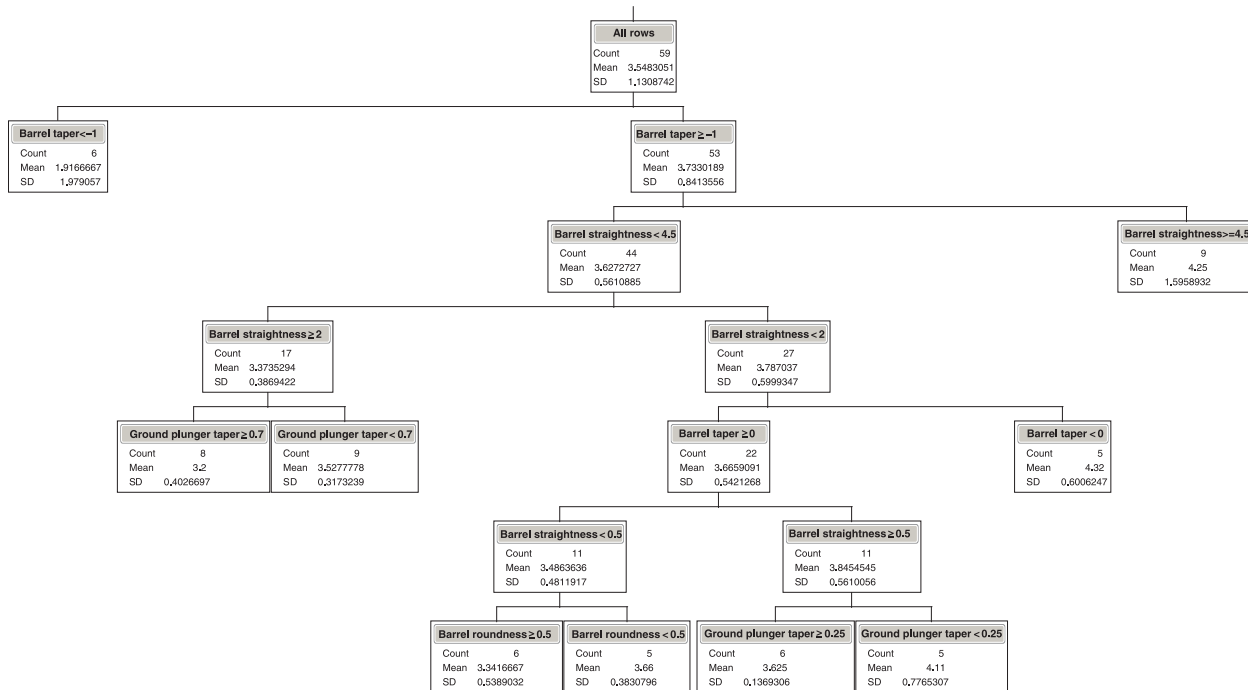 All rows
Count 59
Mean 3.5483051
SD 1.1308742
Barrel taper<−1
Count 6
Mean 1.9166667
SD 1.979057
Barrel taper≥−1
Count 53
Mean 3.7330189
SD 0.8413556
Barrel straightness<4.5
Count 44
Mean 3.6272727
SD 0.5610885
Barrel straightness>=4.5
Count 9
Mean 4.25
SD 1.5958932
Barrel straightness≥2
Count 17
Mean 3.3735294
SD 0.3869422
Barrel straightness<2
Count 27
Mean 3.787037
SD 0.5999347
Ground plunger taper≥0.7
Count 8
Mean 3.2
SD 0.4026697
Ground plunger taper<0.7
Count 9
Mean 3.5277778
SD 0.3173239
Barrel taper≥0
Count 22
Mean 3.6659091
SD 0.5421268
Barrel taper<0
Count 5
Mean 4.32
SD 0.6006247
Barrel straightness<0.5
Count 11
Mean 3.4863636
SD 0.4811917
Barrel straightness≥0.5
Count 11
Mean 3.8454545
SD 0.5610056
Barrel roundness≥0.5
Count 6
Mean 3.3416667
SD 0.5389032
Barrel roundness<0.5
Count 5
Mean 3.66
SD 0.3830796
Ground plunger taper≥0.25
Count 6
Mean 3.625
SD 0.1369306
Ground plunger taper<0.25
Count 5
Mean 4.11
SD 0.7765307